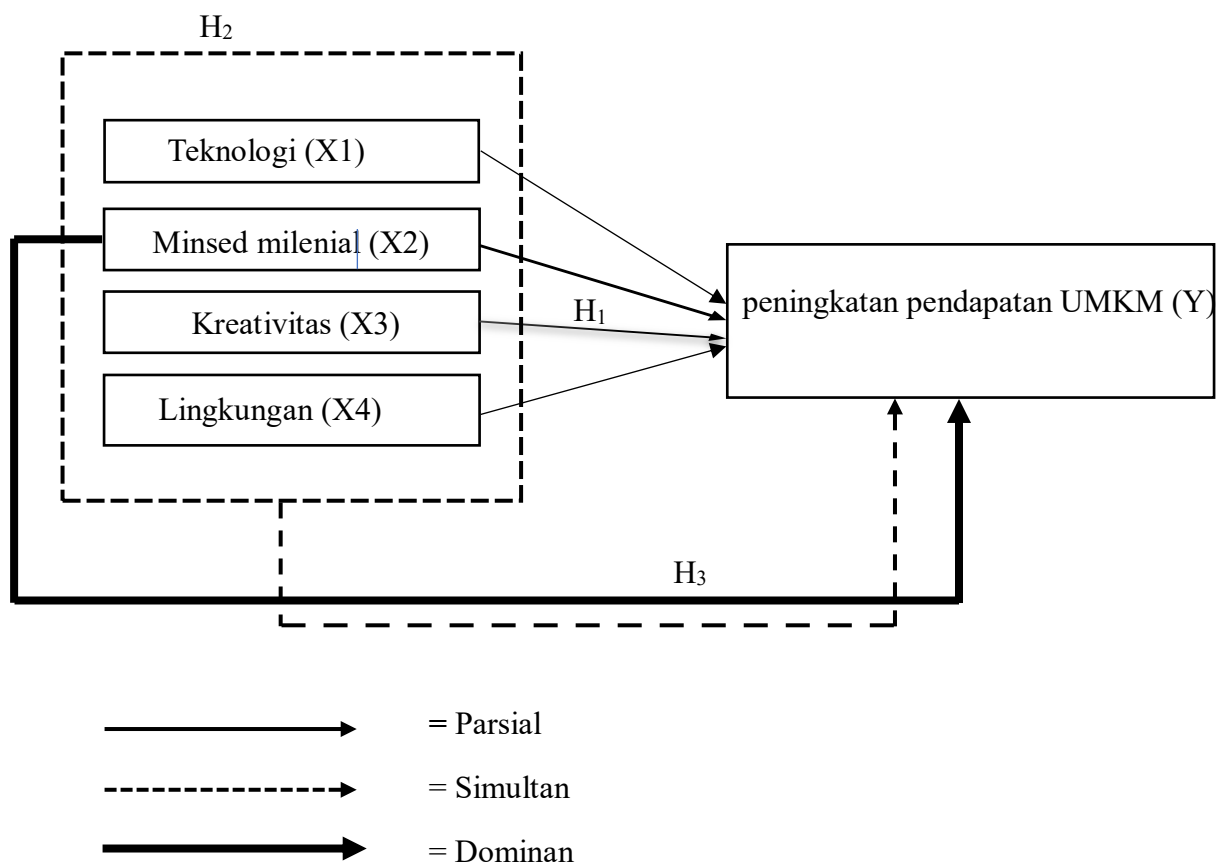 H₂
Teknologi (X1)
Minsed milenial (X2)
Kreativitas (X3)
Lingkungan (X4)
H₁
peningkatan pendapatan UMKM (Y)
H₃
= Parsial
= Simultan
= Dominan